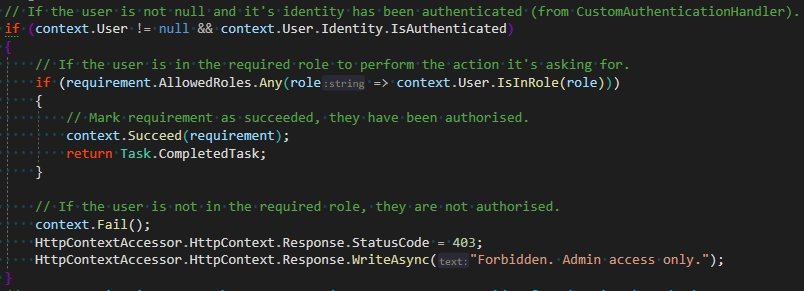 // If the user is not null and it's identity has been authenticated (from CustomAuthenticationHandler).
if (context.User != null && context.User.Identity.IsAuthenticated)
{
// If the user is in the required role to perform the action it's asking for.
if (requirement.AllowedRoles.Any(role:string => context.User.IsInRole(role)))
{
// Mark requirement as succeeded, they have been authorised.
context.Succeed(requirement);
return Task.CompletedTask;
}
// If the user is not in the required role, they are not authorised.
context.Fail();
HttpContextAccessor.HttpContext.Response.StatusCode = 403;
HttpContextAccessor.HttpContext.Response.WriteAsync(text:"Forbidden. Admin access only.");
}